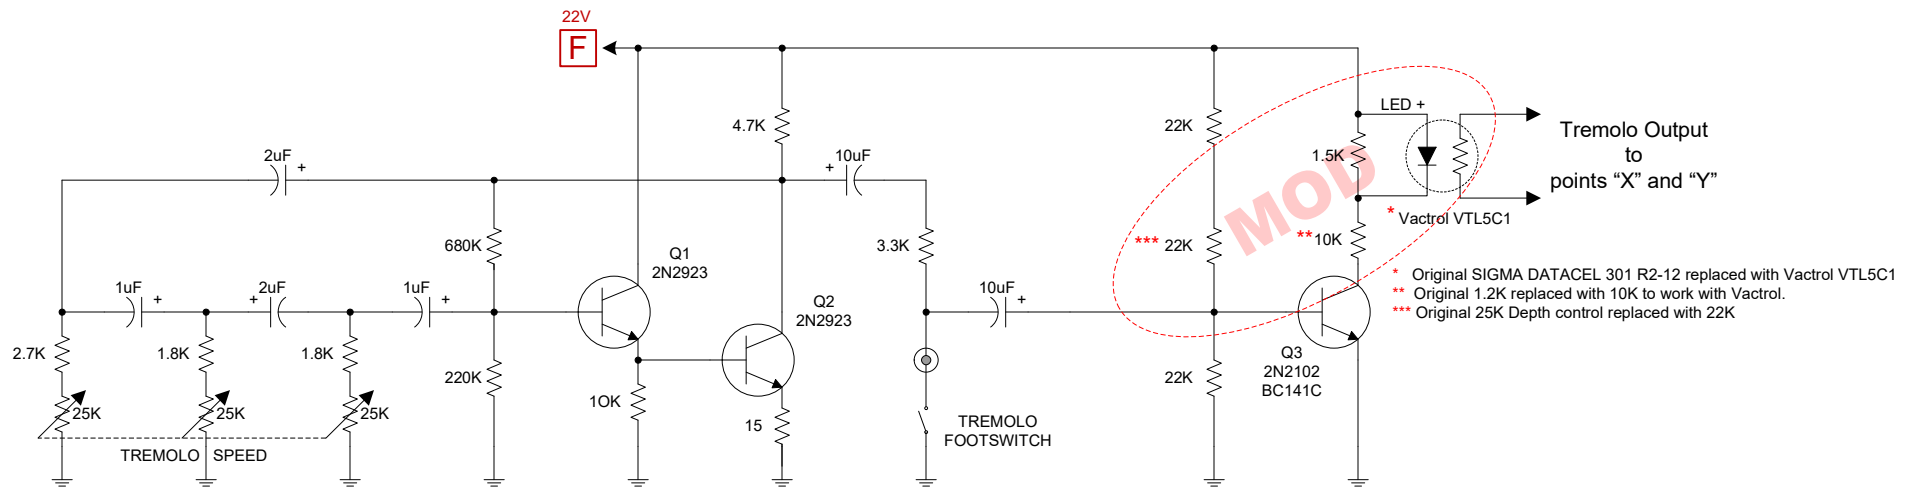 22V
F
LED +
4.7K
22K
2uF
+
+
10uF
1.5K
Tremolo Output
to
points “X” and “Y”
MOD
* Vactrol VTL5C1
680K
3.3K
*** 22K
**10K
Q1
2N2923
1uF
+
+
2uF
1uF
+
10uF
+
Q2
2N2923
* Original SIGMA DATACEL 301 R2-12 replaced with Vactrol VTL5C1
** Original 1.2K replaced with 10K to work with Vactrol.
*** Original 25K Depth control replaced with 22K
2.7K
1.8K
1.8K
220K
22K
Q3
2N2102
BC141C
25K
25K
25K
1OK
15
TREMOLO
FOOTSWITCH
TREMOLO SPEED